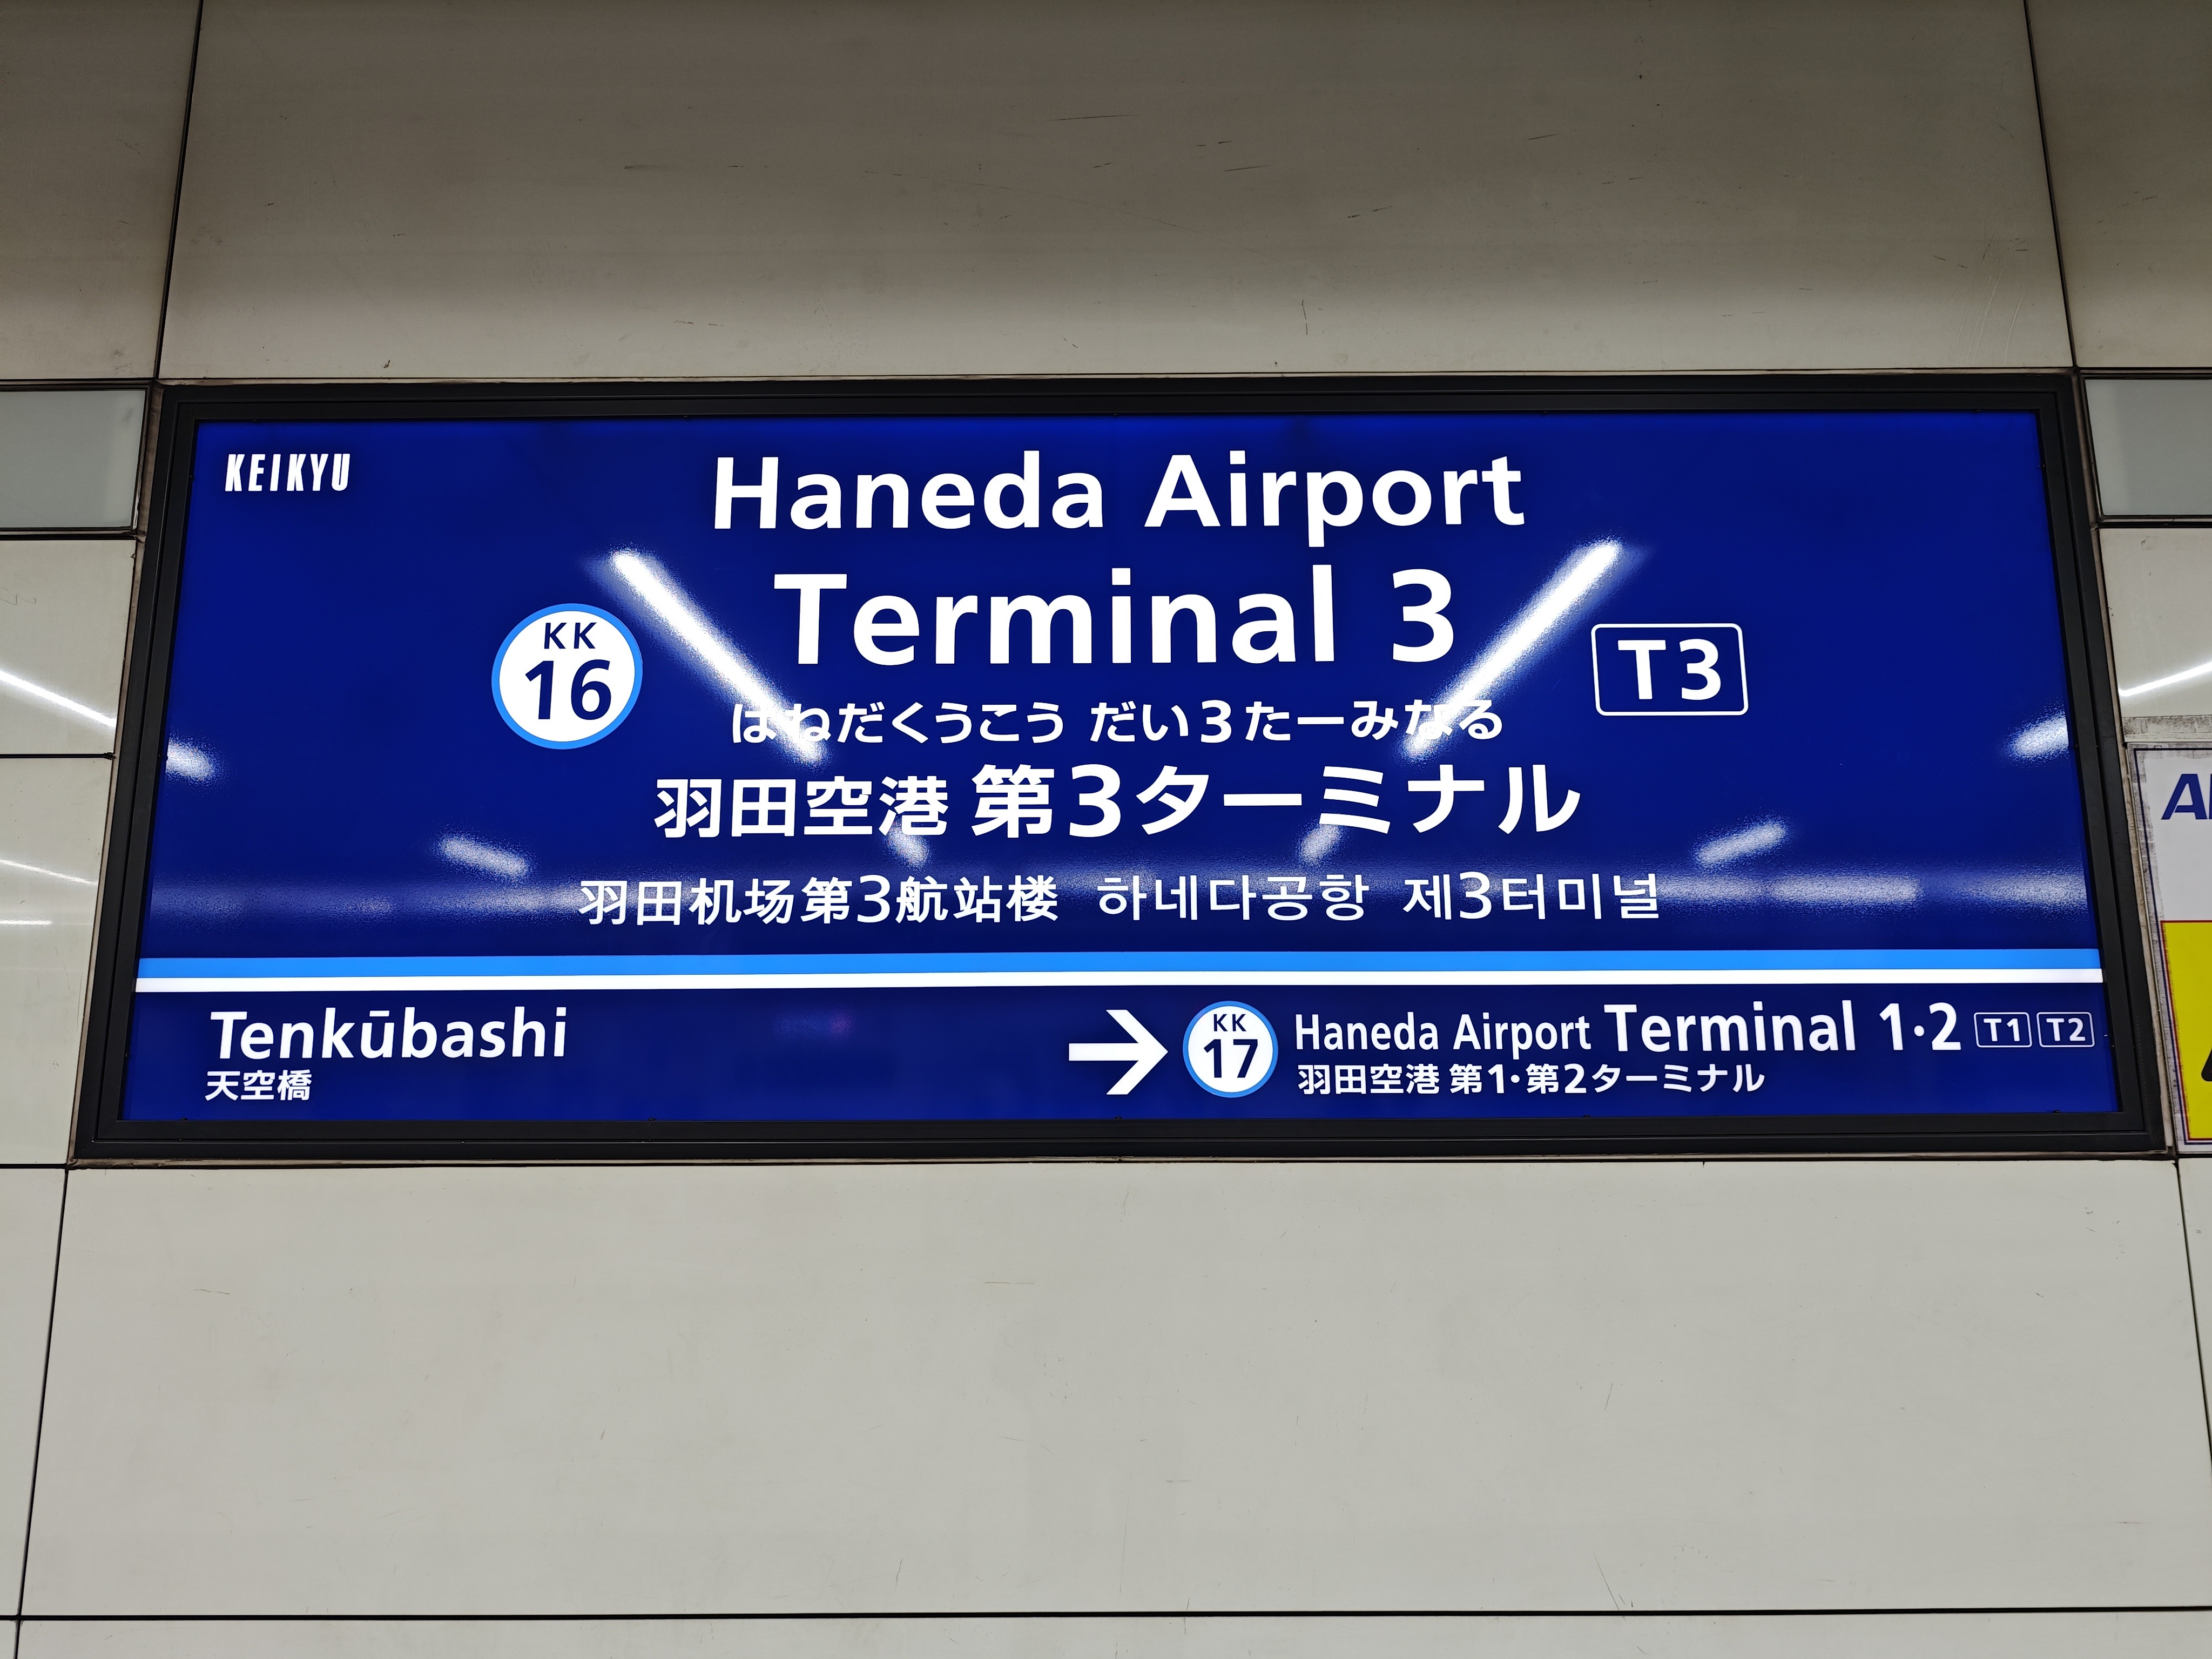 KEIKYU
Haneda Airport
Terminal 3
KK
16
T3
はねだくうこう だい3たーみなる
羽田空港 第3ターミナル
羽田机场第3航站楼 하네다공항 제3터미널
Tenkūbashi
天空橋
→ KK 17 Haneda Airport Terminal 1·2 T1 T2
羽田空港 第1·第2ターミナル